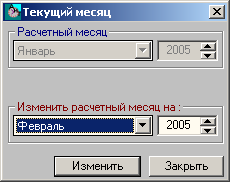 Текущий месяц
Расчетный месяц
Январь 2005
Изменить расчетный месяц на :
Февраль 2005
Изменить Закрыть